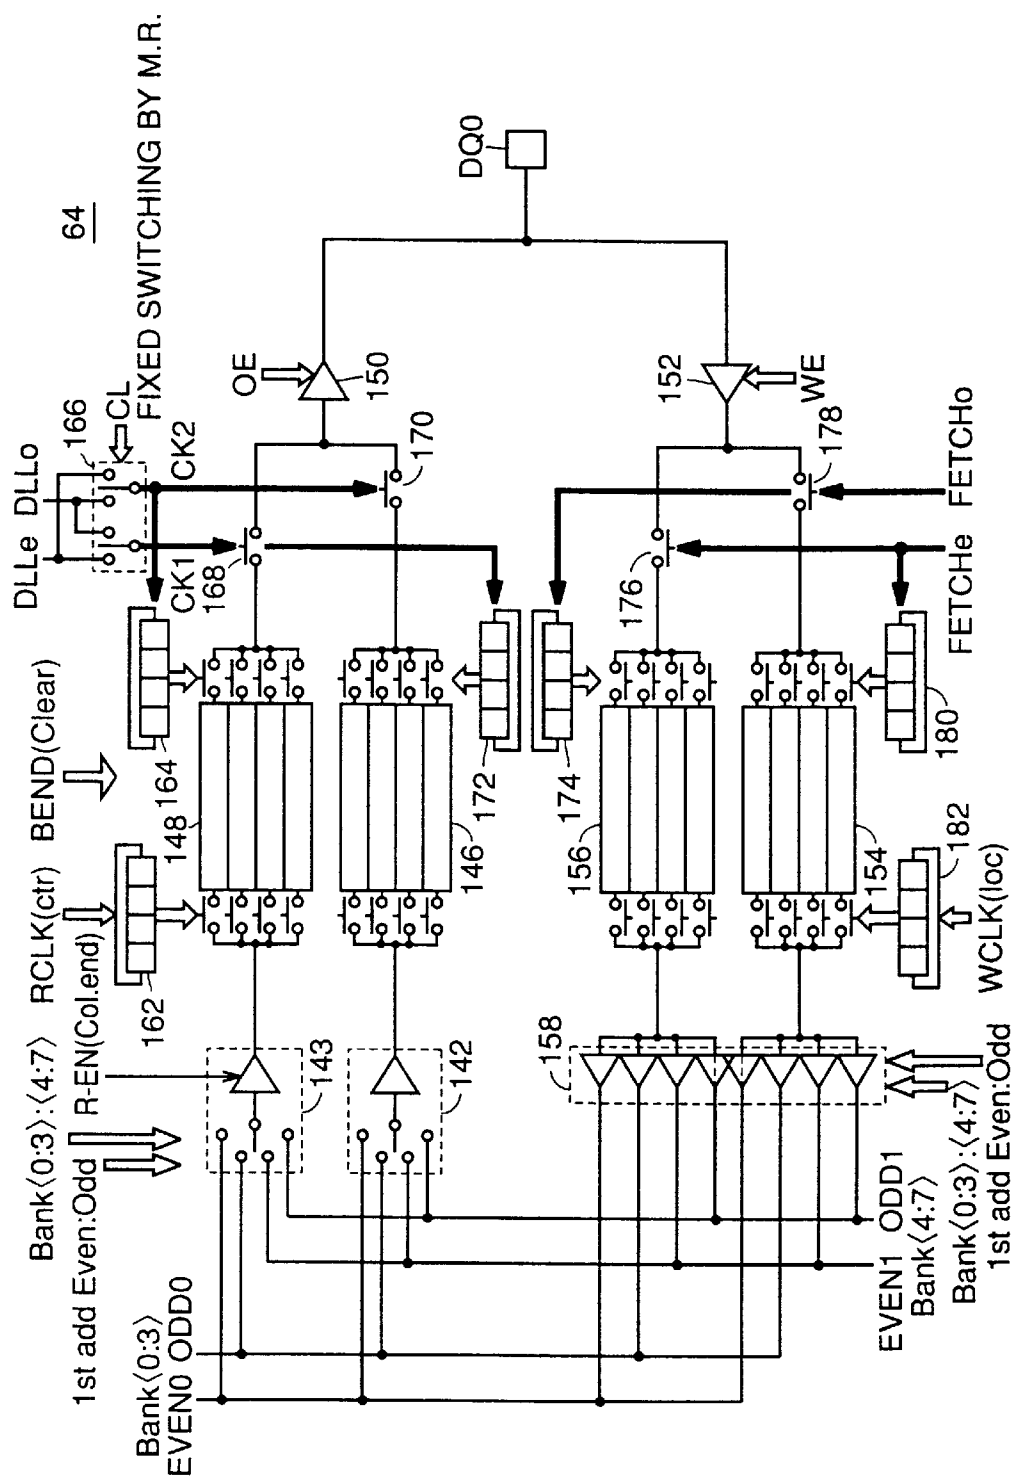 64
FIXED SWITCHING BY M.R.
CL
166
DLLe DLLo
CK1
CK2
168
170
OE
150
DQ0
152
WE
178
176
FETCHe FETCHo
Bank⟨0:3⟩:⟨4:7⟩
1st add Even:Odd
R-EN(Col.end)
RCLK(ctr)
BEND(Clear)
162
164
148
146
172
174
143
142
156
154
180
182
WCLK(loc)
158
Bank⟨0:3⟩
EVEN0 ODD0
EVEN1 ODD1
Bank⟨4:7⟩
Bank⟨0:3⟩:⟨4:7⟩
1st add Even:Odd